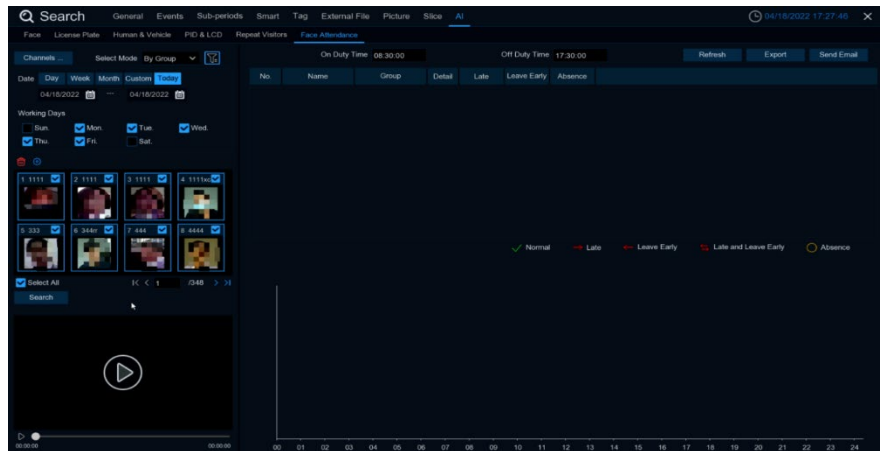 Search General Events Sub-periods Smart Tag External File Picture Slice AI 04/18/2022 17:27:46
Face License Plate Human & Vehicle PID & LCD Repeat Visitors Face Attendance
Channels ... Select Mode By Group On Duty Time 08:30:00 Off Duty Time 17:30:00 Refresh Export Send Email
Date Day Week Month Custom Today No. Name Group Detail Late Leave Early Absence
04/18/2022 --- 04/18/2022
Working Days
Sun. Mon. Tue. Wed.
Thu. Fri. Sat.
1 1111 2 1111 3 1111 4 1111xc
5 333 6 344rr 7 444 8 4444
Normal Late Leave Early Late and Leave Early Absence
Select All 1 /348
Search
00:00:00 00:00:00
00 01 02 03 04 05 06 07 08 09 10 11 12 13 14 15 16 17 18 19 20 21 22 23 24